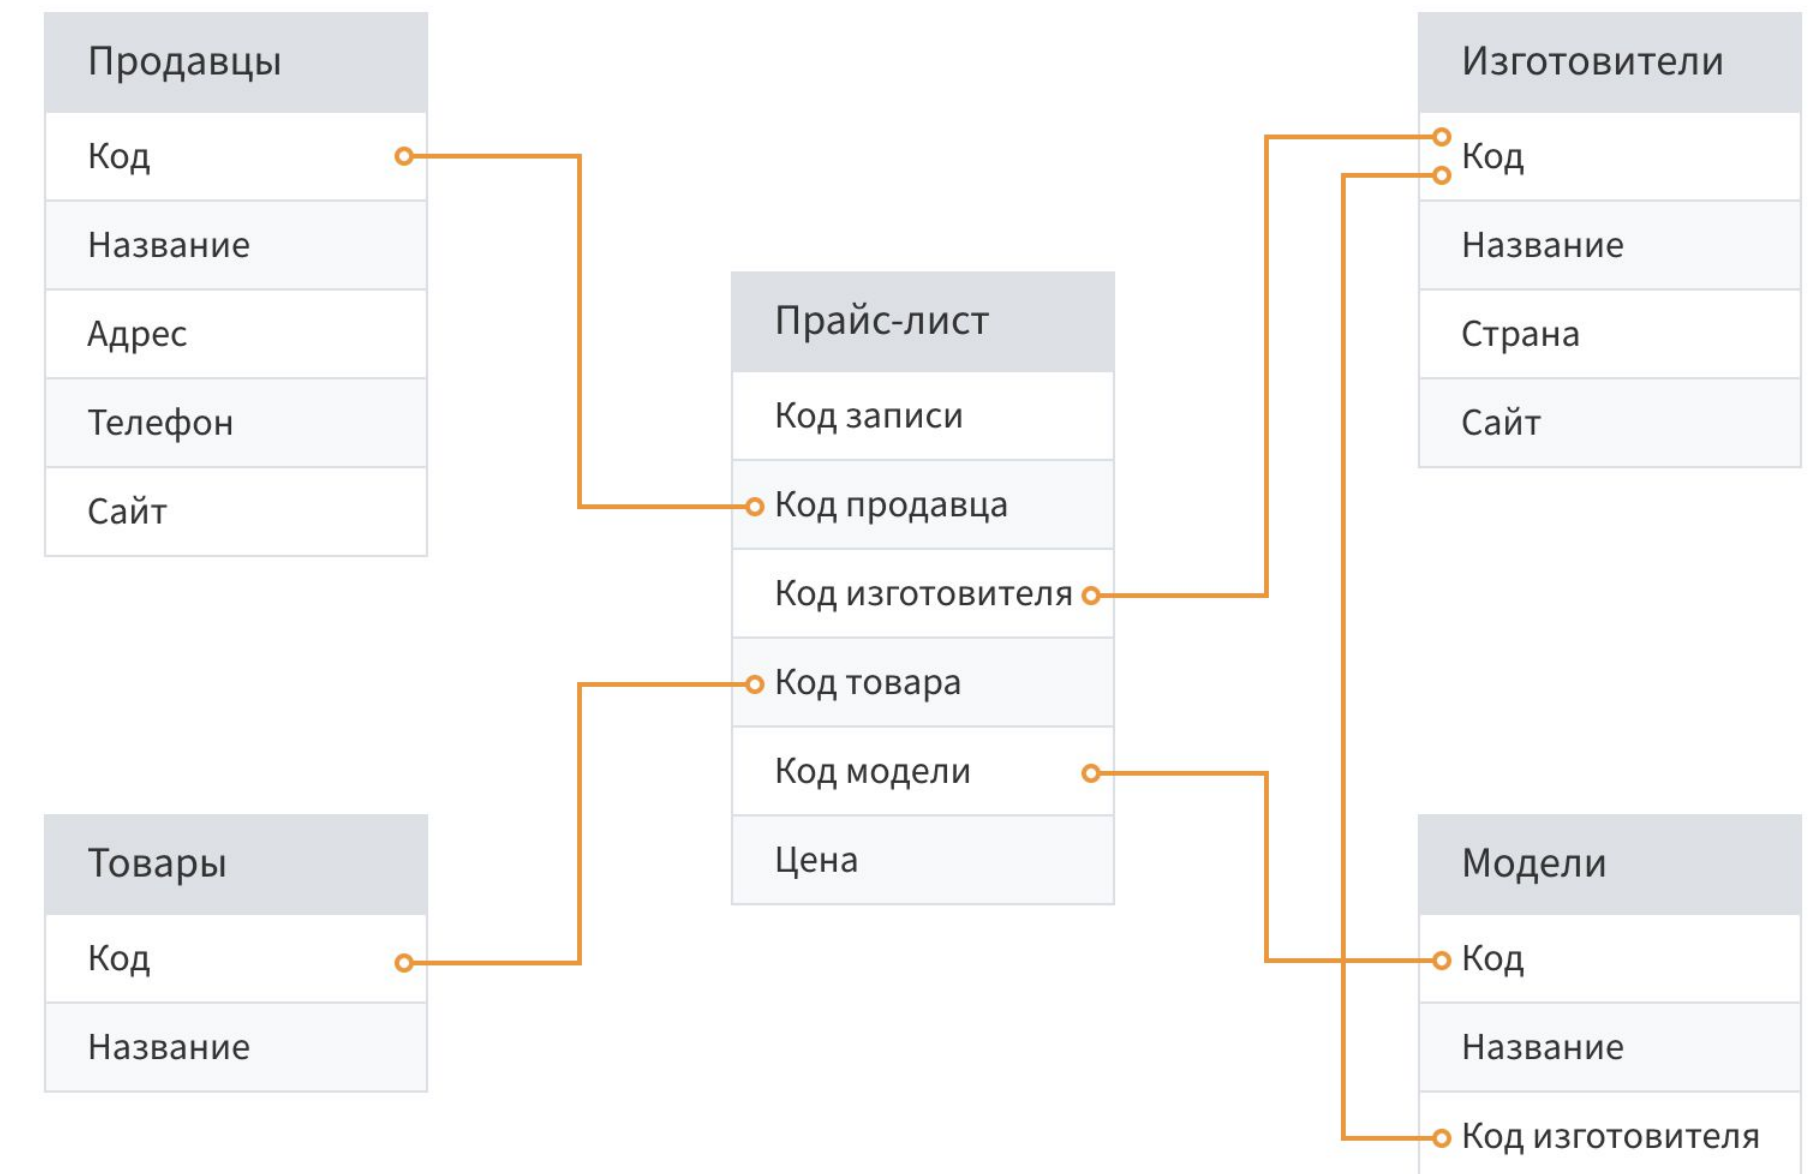 Продавцы
Код
Название
Адрес
Телефон
Сайт
Изготовители
Код
Название
Страна
Сайт
Прайс-лист
Код записи
Код продавца
Код изготовителя
Код товара
Код модели
Цена
Товары
Код
Название
Модели
Код
Название
Код изготовителя